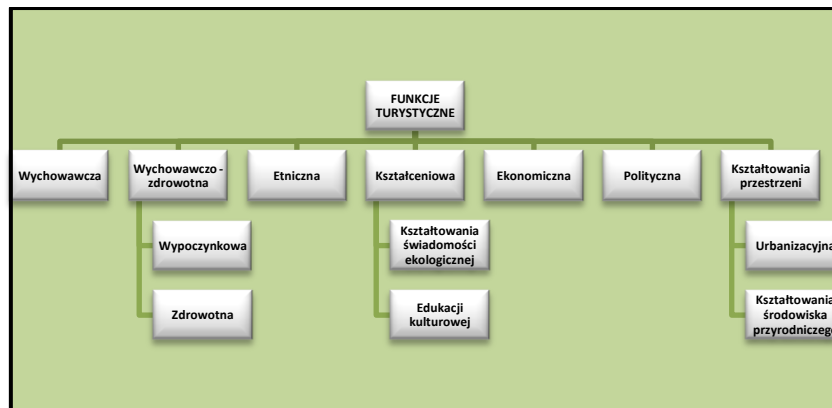 FUNKCJE
TURYSTYCZNE
Wychowawcza
Wychowawczo -
zdrowotna
Etniczna
Kształceniowa
Ekonomiczna
Polityczna
Kształtowania
przestrzeni
Wypoczynkowa
Zdrowotna
Kształtowania
świadomości
ekologicznej
Edukacji
kulturowej
Urbanizacyjna
Kształtowania
środowiska
przyrodniczego